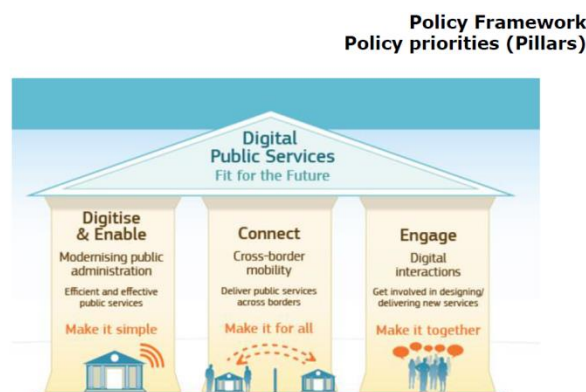 Policy Framework
Policy priorities (Pillars)
Digital
Public Services
Fit for the Future
Digitise
& Enable
Modernising public
administration
Efficient and effective
public services
Make it simple
Connect
Cross-border
mobility
Deliver public services
across borders
Make it for all
Engage
Digital
interactions
Get involved in designing/
delivering new services
Make it together